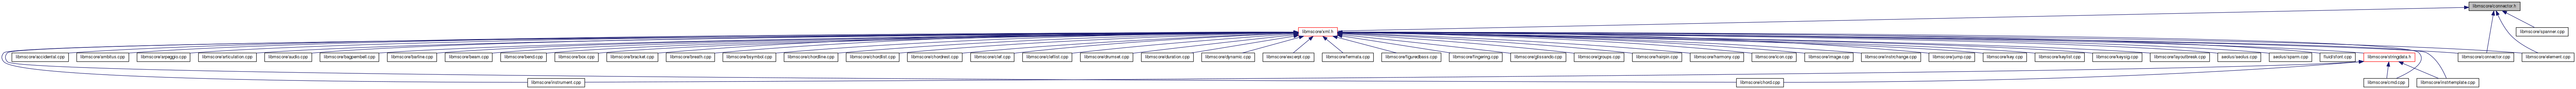 libmscore/connector.h
libmscore/xml.h
libmscore/spanner.cpp
libmscore/accidental.cpp
libmscore/ambitus.cpp
libmscore/arpeggio.cpp
libmscore/articulation.cpp
libmscore/audio.cpp
libmscore/bagpembell.cpp
libmscore/barline.cpp
libmscore/beam.cpp
libmscore/bend.cpp
libmscore/box.cpp
libmscore/bracket.cpp
libmscore/breath.cpp
libmscore/bsymbol.cpp
libmscore/chordline.cpp
libmscore/chordlist.cpp
libmscore/chordrest.cpp
libmscore/clef.cpp
libmscore/cleflist.cpp
libmscore/drumset.cpp
libmscore/duration.cpp
libmscore/dynamic.cpp
libmscore/excerpt.cpp
libmscore/fermata.cpp
libmscore/figuredbass.cpp
libmscore/fingering.cpp
libmscore/glissando.cpp
libmscore/groups.cpp
libmscore/hairpin.cpp
libmscore/harmony.cpp
libmscore/icon.cpp
libmscore/image.cpp
libmscore/instrchange.cpp
libmscore/jump.cpp
libmscore/key.cpp
libmscore/keylist.cpp
libmscore/keysig.cpp
libmscore/layoutbreak.cpp
aeolus/aeolus.cpp
aeolus/sparm.cpp
fluid/sfont.cpp
libmscore/stringdata.h
libmscore/connector.cpp
libmscore/element.cpp
libmscore/instrument.cpp
libmscore/chord.cpp
libmscore/cmd.cpp
libmscore/instrtemplate.cpp